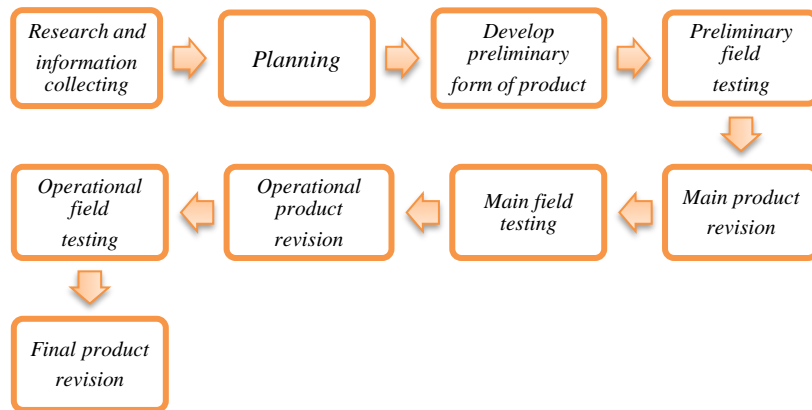 Research and
information
collecting
Planning
Develop
preliminary
form of product
Preliminary
field
testing
Main product
revision
Main field
testing
Operational
product
revision
Operational
field
testing
Final product
revision